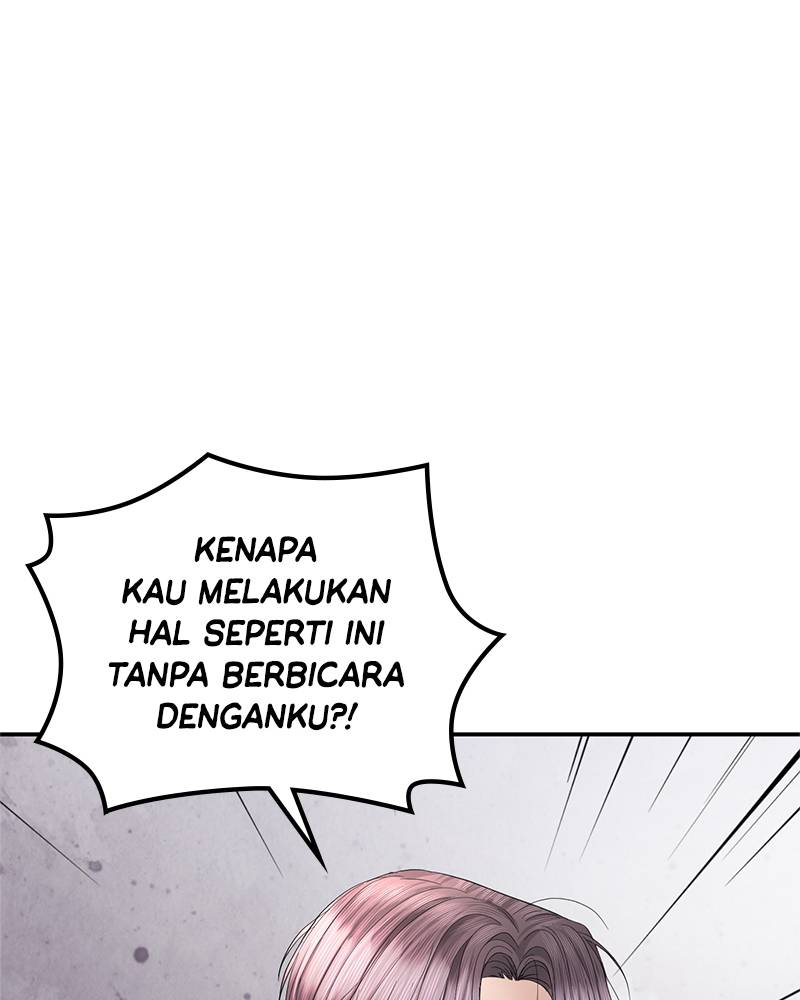 KENAPA
KAU MELAKUKAN
HAL SEPERTI INI
TANPA BERBICARA
DENGANKU?!